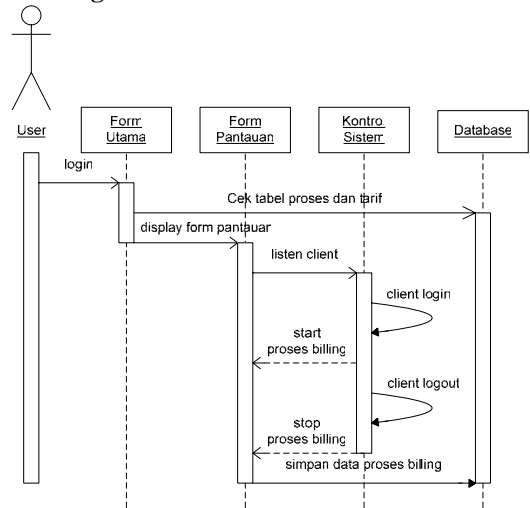 User
Form
Utama
Form
Pantauan
Kontro
Sistem
Database
login
Cek tabel proses dan tarif
display form pantauan
listen client
client login
start
proses billing
client logout
stop
proses billing
simpan data proses billing